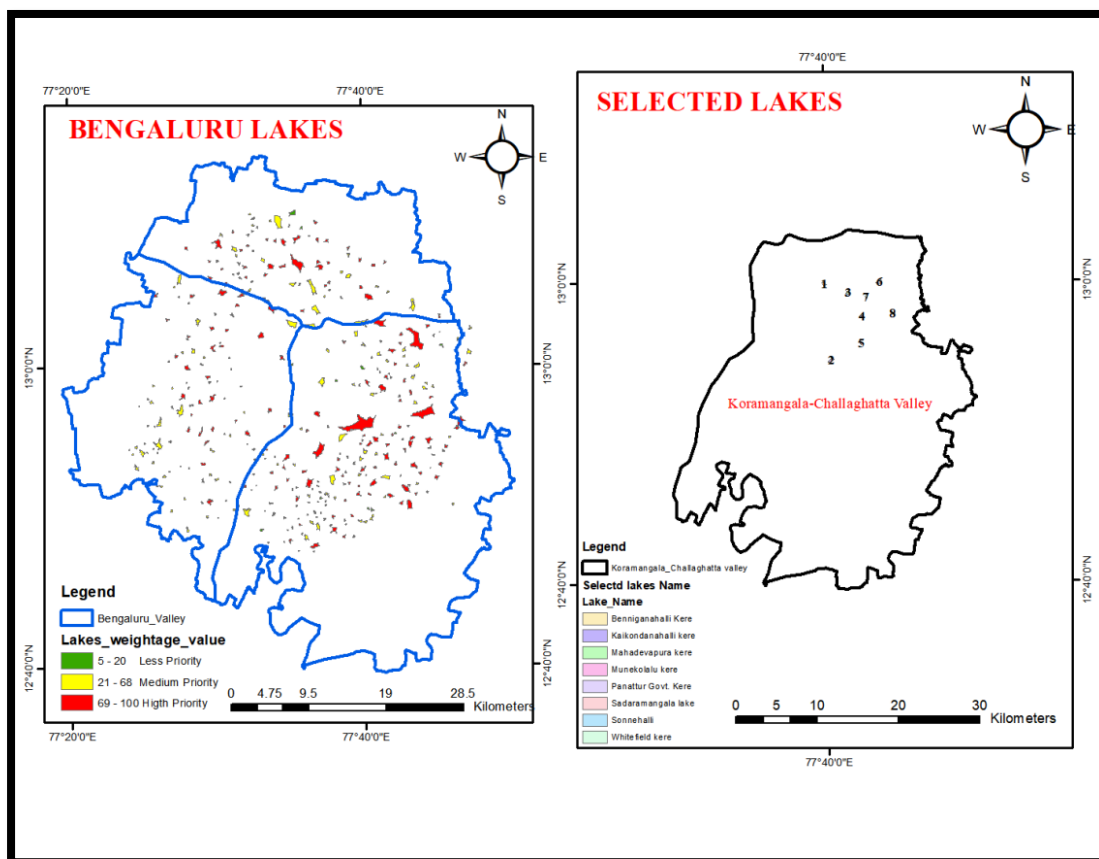 77°20'0"E
77°40'0"E
BENGALURU LAKES
N
W
E
S
13°0'0"N
13°0'0"N
12°40'0"N
12°40'0"N
Legend
Bengaluru_Valley
Lakes_weightage_value
5 - 20 Less Priority
21 - 68 Medium Priority
69 - 100 Higth Priority
0 4.75 9.5 19 28.5
Kilometers
77°20'0"E
77°40'0"E
77°40'0"E
SELECTED LAKES
N
W
E
S
13°0'0"N
13°0'0"N
1
6
3
7
8
4
5
2
Koramangala-Challaghatta Valley
12°40'0"N
12°40'0"N
Legend
Koramangala_Challaghatta valley
Selectd lakes Name
Lake_Name
Benniganahalli Kere
Kaikondanahalli kere
Mahadevapura kere
Munekolalu kere
Panattur Govt. Kere
Sadaramangala lake
Sonnehalli
Whitefield kere
0 5 10 20 30
Kilometers
77°40'0"E